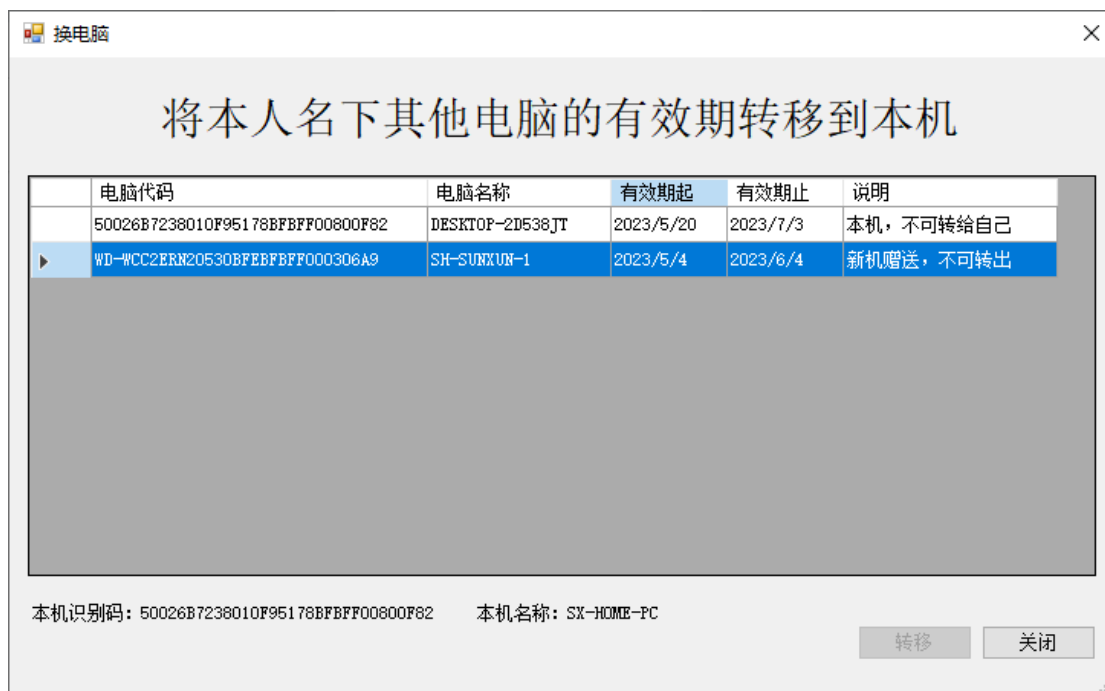 换电脑
将本人名下其他电脑的有效期转移到本机
电脑代码 电脑名称 有效期起 有效期止 说明
50026B7238010F95178BFBFF00800F82 DESKTOP-2D538JT 2023/5/20 2023/7/3 本机，不可转给自己
WD-WCC2ERN20530BFEBFBFF000306A9 SH-SUNXUN-1 2023/5/4 2023/6/4 新机赠送，不可转出
本机识别码：50026B7238010F95178BFBFF00800F82 本机名称：SX-HOME-PC
转移 关闭